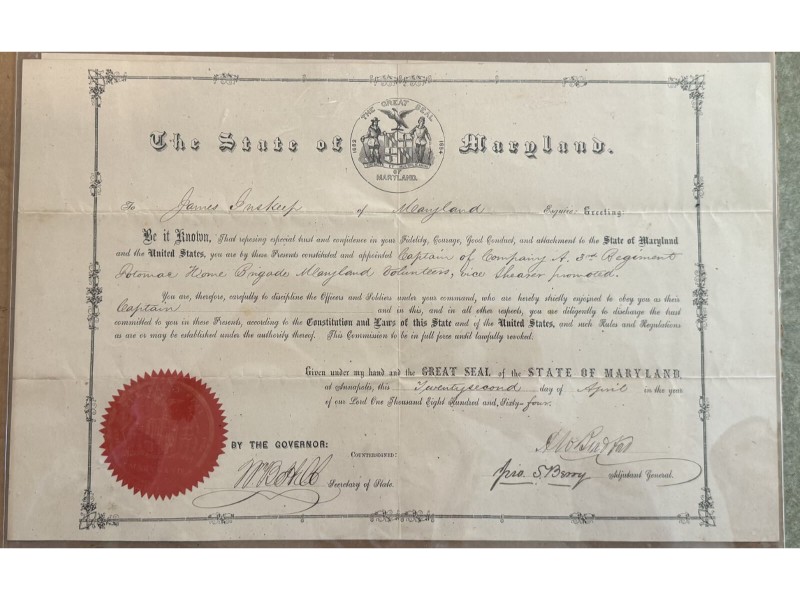 The State of Maryland.
THE GREAT SEAL
1632 1854
OF
MARYLAND.
To James Inskeep of Maryland Esquire Greeting:
Be it Known, That reposing especial trust and confidence in your Fidelity, Courage, Good Conduct, and attachment to the State of Maryland
and the United States, you are by these Presents constituted and appointed Captain of Company A. 3d Regiment
Potomac Home Brigade Maryland Volunteers, vice Shearer promoted.
You are, therefore, carefully to discipline the Officers and Soldiers under your command, who are hereby strictly enjoined to obey you as their
Captain and in this, and in all other respects, you are diligently to discharge the trust
committed to you in these Presents, according to the Constitution and Laws of this State and of the United States, and such Rules and Regulations
as are or may be established under the authority thereof. This Commission to be in full force until lawfully revoked.
Given under my hand and the GREAT SEAL OF THE STATE OF MARYLAND,
at Annapolis, this Twenty second day of April in the year
of our Lord One Thousand Eight Hundred and, Sixty-four.
A W Bradford
BY THE GOVERNOR:
COUNTERSIGNED:
Jno. S. Berry Adjutant General.
Secretary of State.